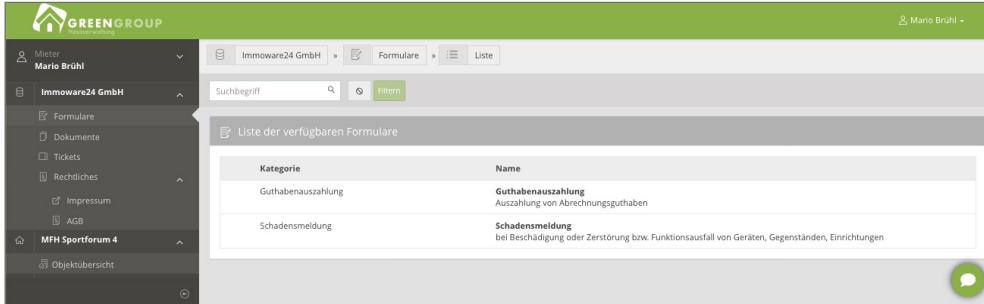 GREENGROUP
Hausverwaltung
Mario Brühl
Mieter
Mario Brühl
Immoware24 GmbH
Formulare
Dokumente
Tickets
Rechtliches
Impressum
AGB
MFH Sportforum 4
Objektübersicht
Immoware24 GmbH » Formulare » Liste
Suchbegriff
Filtern
Liste der verfügbaren Formulare
Kategorie Name
Guthabenauszahlung Guthabenauszahlung
Auszahlung von Abrechnungsguthaben
Schadensmeldung Schadensmeldung
bei Beschädigung oder Zerstörung bzw. Funktionsausfall von Geräten, Gegenständen, Einrichtungen